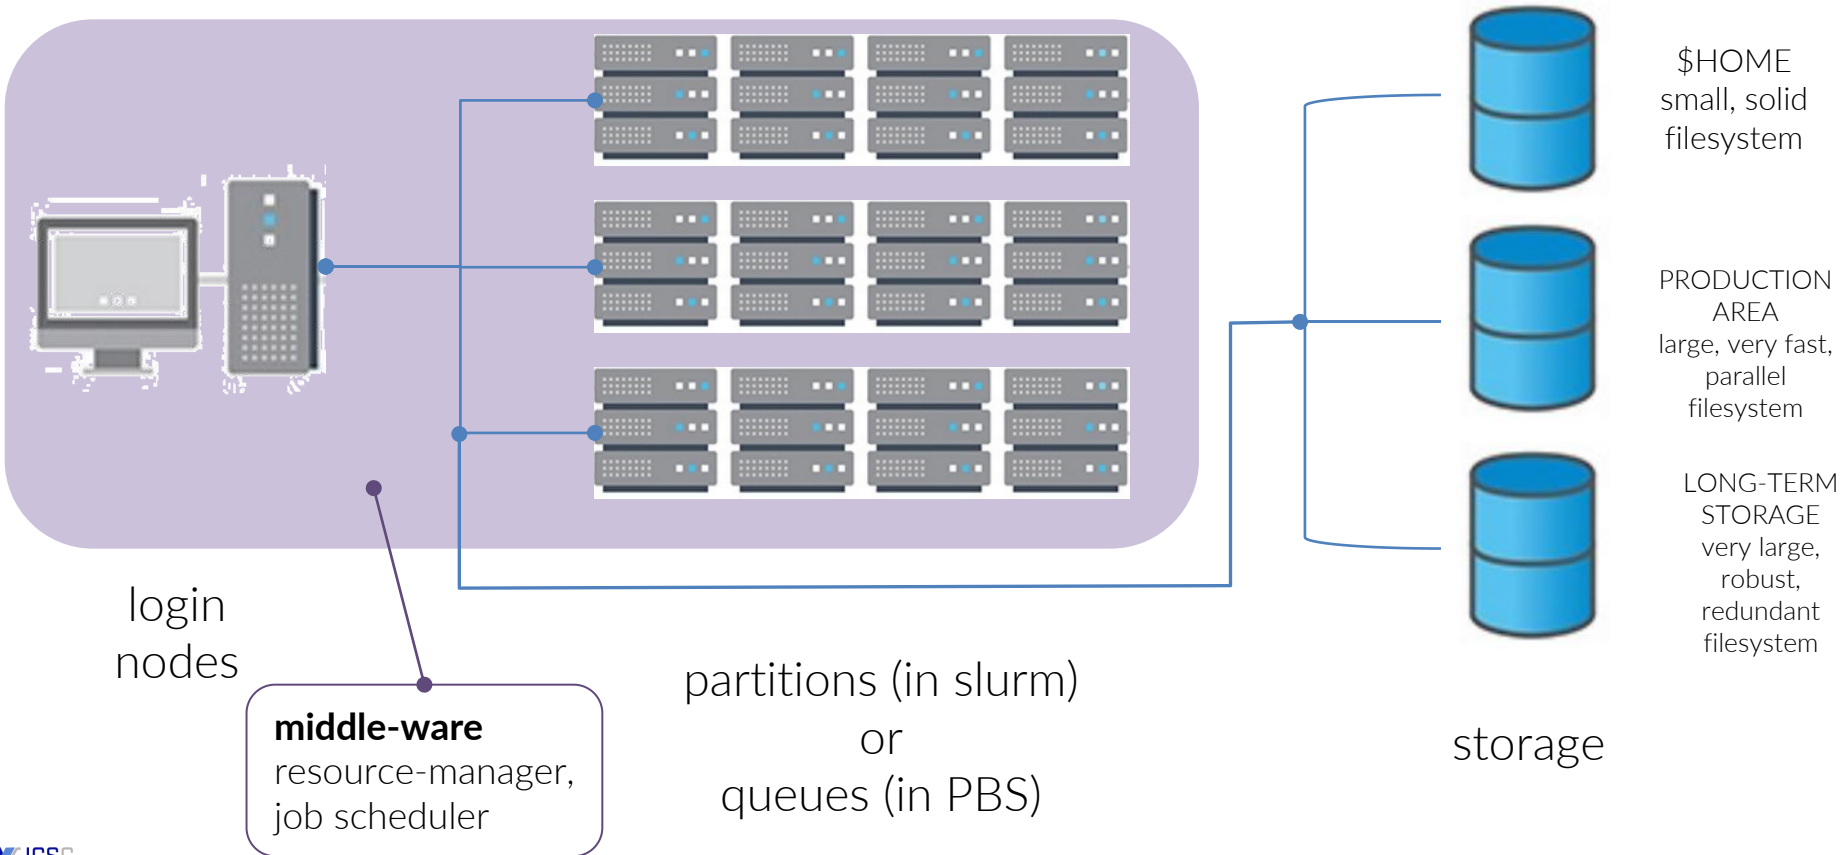 $HOME
small, solid
filesystem
PRODUCTION
AREA
large, very fast,
parallel
filesystem
LONG-TERM
STORAGE
very large,
robust,
redundant
filesystem
login
nodes
middle-ware
resource-manager,
job scheduler
partitions (in slurm)
or
queues (in PBS)
storage